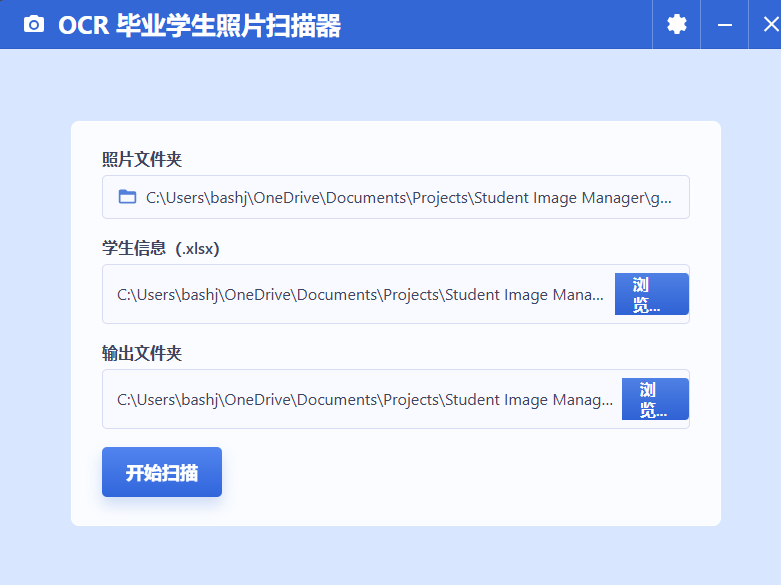 OCR 毕业学生照片扫描器
照片文件夹
C:\Users\bashj\OneDrive\Documents\Projects\Student Image Manager\g...
学生信息（.xlsx）
C:\Users\bashj\OneDrive\Documents\Projects\Student Image Mana...
浏
览...
输出文件夹
C:\Users\bashj\OneDrive\Documents\Projects\Student Image Manag...
浏
览...
开始扫描